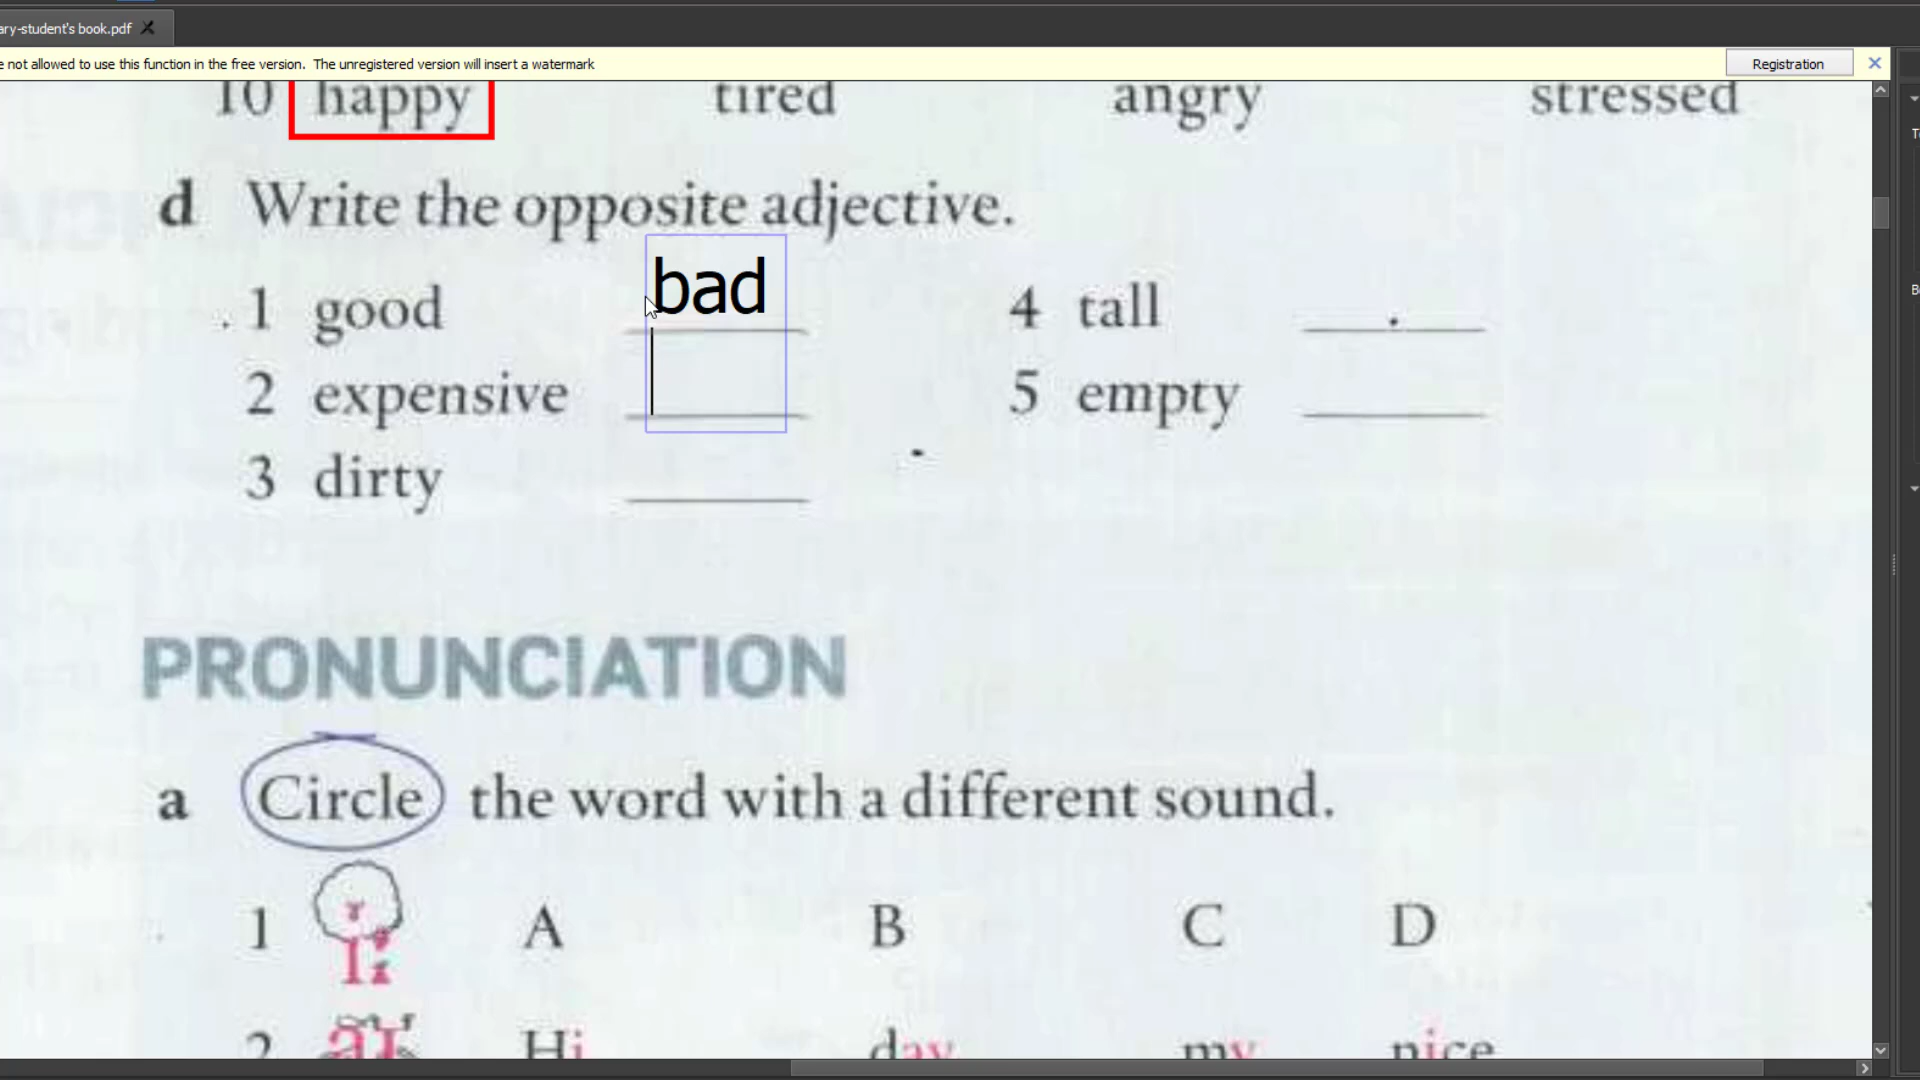 ary-student's book.pdf
e not allowed to use this function in the free version. The unregistered version will insert a watermark
Registration
10 happy tired angry stressed
d Write the opposite adjective.
1 good bad 4 tall
2 expensive 5 empty
3 dirty
PRONUNCIATION
a Circle the word with a different sound.
1 iː A B C D
2 aɪ Hi day my nice